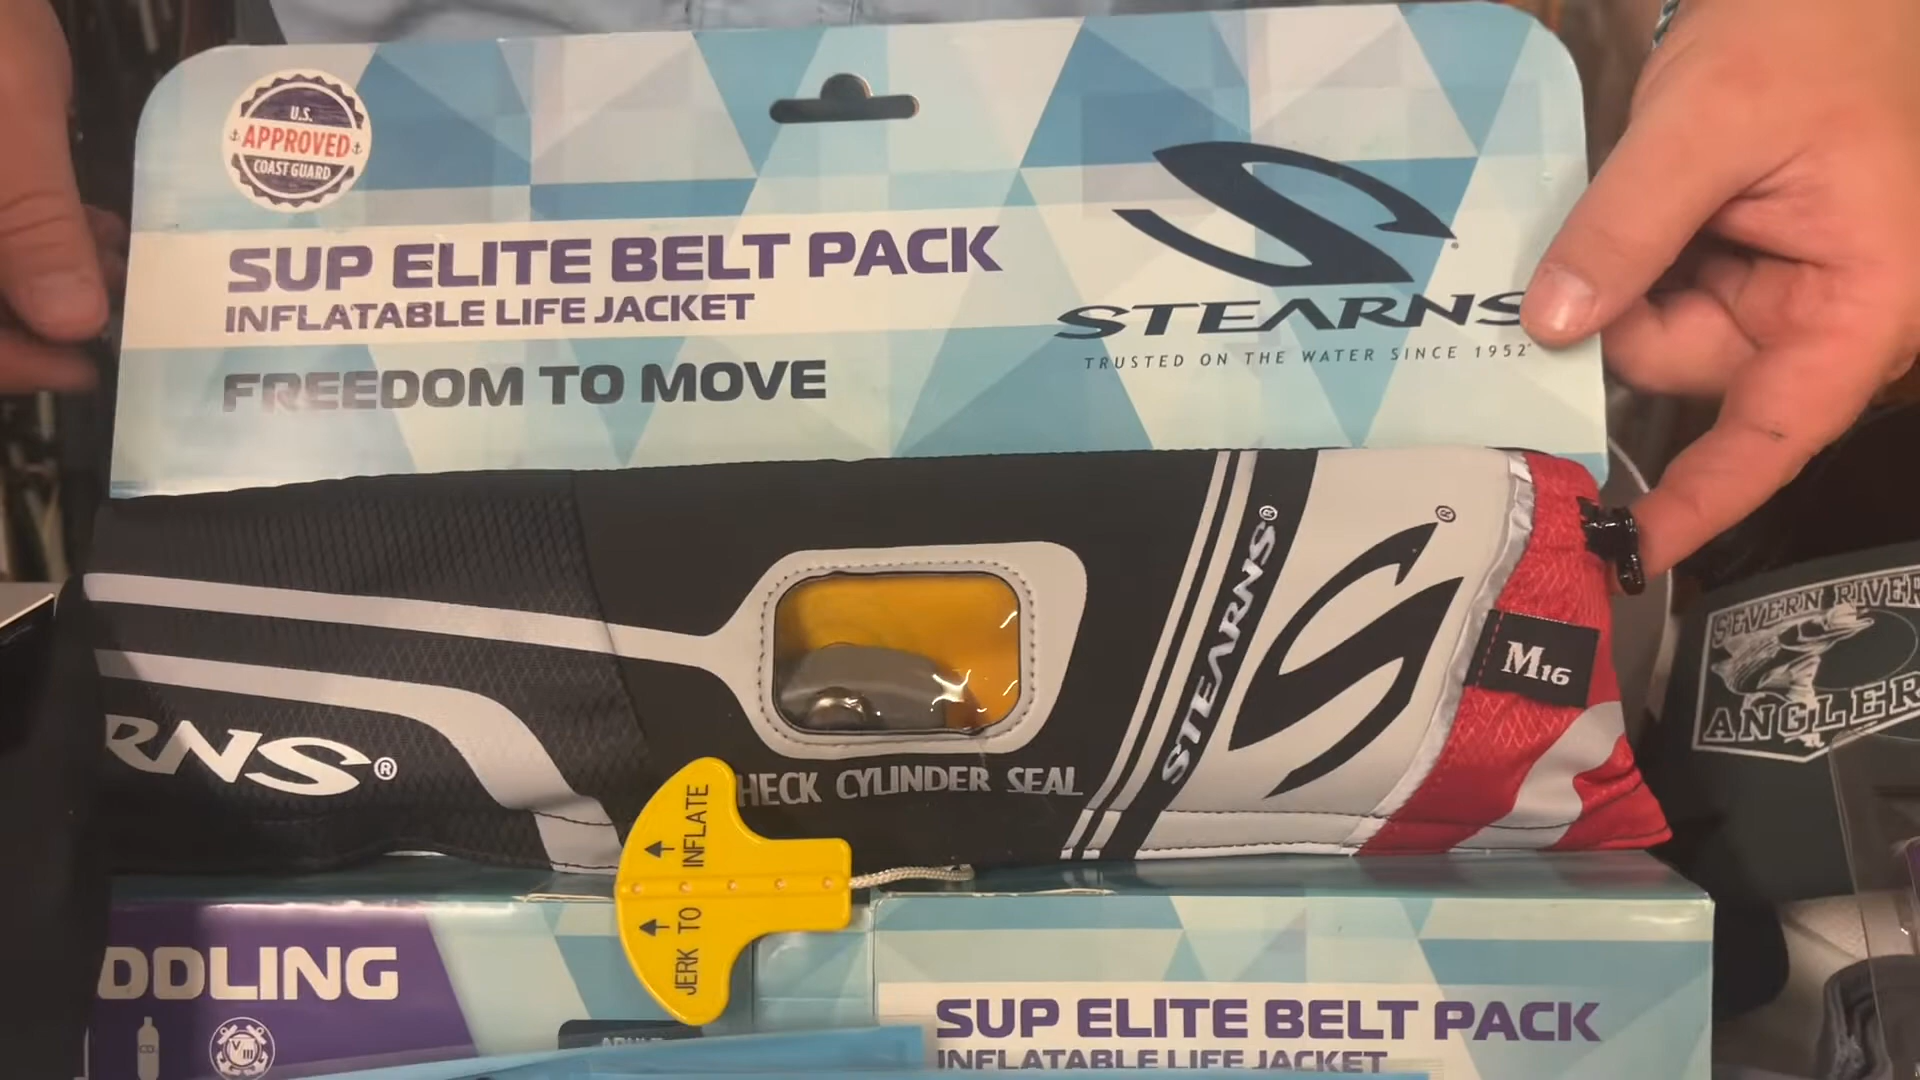 U.S.
APPROVED
COAST GUARD
SUP ELITE BELT PACK
INFLATABLE LIFE JACKET
FREEDOM TO MOVE
STEARNS
TRUSTED ON THE WATER SINCE 1952
STEARNS®
®
M16
RNS®
HECK CYLINDER SEAL
JERK TO INFLATE
SEVERN RIVER
ANGLER
DDLING
CO2
V
III
SUP ELITE BELT PACK
INFLATABLE LIFE JACKET